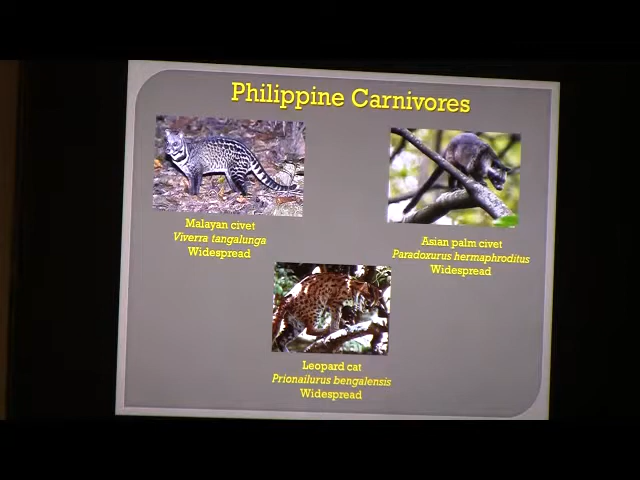 Philippine Carnivores
Malayan civet
Viverra tangalunga
Widespread
Asian palm civet
Paradoxurus hermaphroditus
Widespread
Leopard cat
Prionailurus bengalensis
Widespread